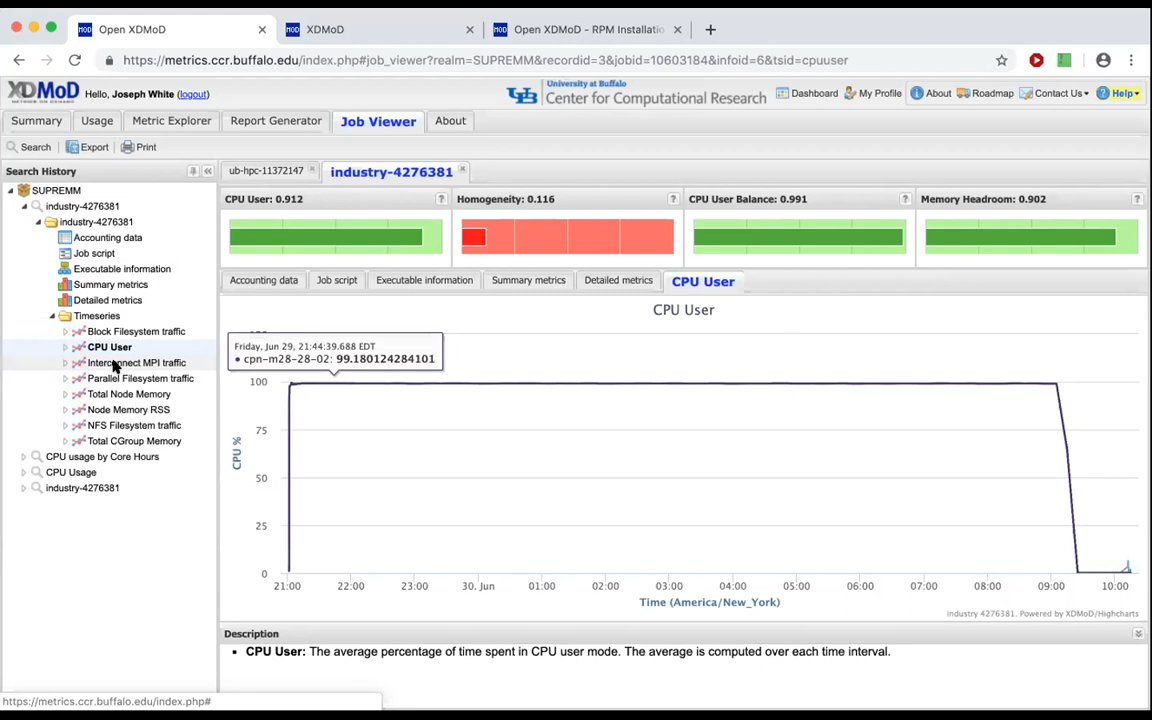 Open XDMoD
XDMoD
Open XDMoD - RPM Installatio
https://metrics.ccr.buffalo.edu/index.php#job_viewer?realm=SUPREMM&recordid=3&jobid=10603184&infoid=6&tsid=cpuuser
XDMoD Hello, Joseph White (logout)
University at Buffalo
UB Center for Computational Research
Dashboard My Profile About Roadmap Contact Us Help
Summary Usage Metric Explorer Report Generator Job Viewer About
Search Export Print
Search History
SUPREMM
industry-4276381
industry-4276381
Accounting data
Job script
Executable information
Summary metrics
Detailed metrics
Timeseries
Block Filesystem traffic
CPU User
Interconnect MPI traffic
Parallel Filesystem traffic
Total Node Memory
Node Memory RSS
NFS Filesystem traffic
Total CGroup Memory
CPU usage by Core Hours
CPU Usage
industry-4276381
ub-hpc-11372147 industry-4276381
CPU User: 0.912 ? Homogeneity: 0.116 ? CPU User Balance: 0.991 ? Memory Headroom: 0.902 ?
Accounting data Job script Executable information Summary metrics Detailed metrics CPU User
CPU User
Friday, Jun 29, 21:44:39.688 EDT
cpn-m28-28-02: 99.180124284101
100
75
50
25
0
CPU %
21:00 22:00 23:00 30. Jun 01:00 02:00 03:00 04:00 05:00 06:00 07:00 08:00 09:00 10:00
Time (America/New_York)
industry 4276381. Powered by XDMoD/Highcharts
Description
CPU User: The average percentage of time spent in CPU user mode. The average is computed over each time interval.
https://metrics.ccr.buffalo.edu/index.php#